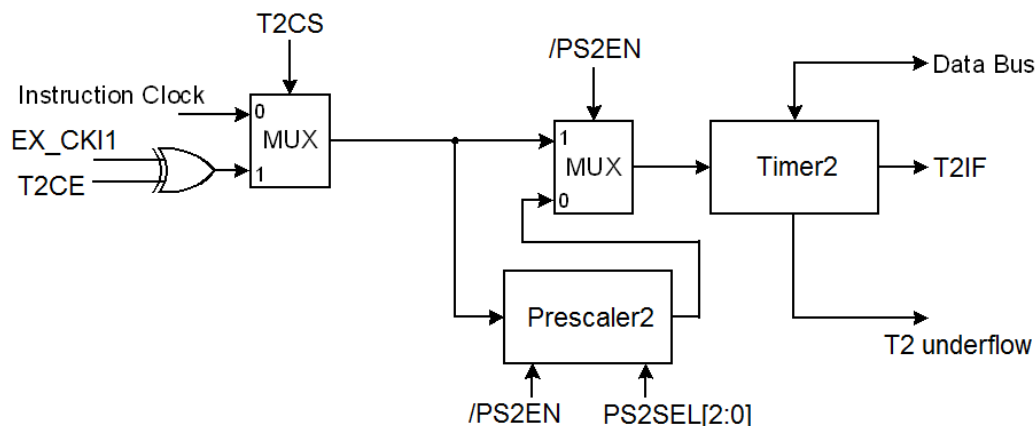 T2CS
/PS2EN
Data Bus
Instruction Clock
0
MUX
1
EX_CKI1
T2CE
1
MUX
0
Timer2
T2IF
Prescaler2
T2 underflow
/PS2EN
PS2SEL[2:0]